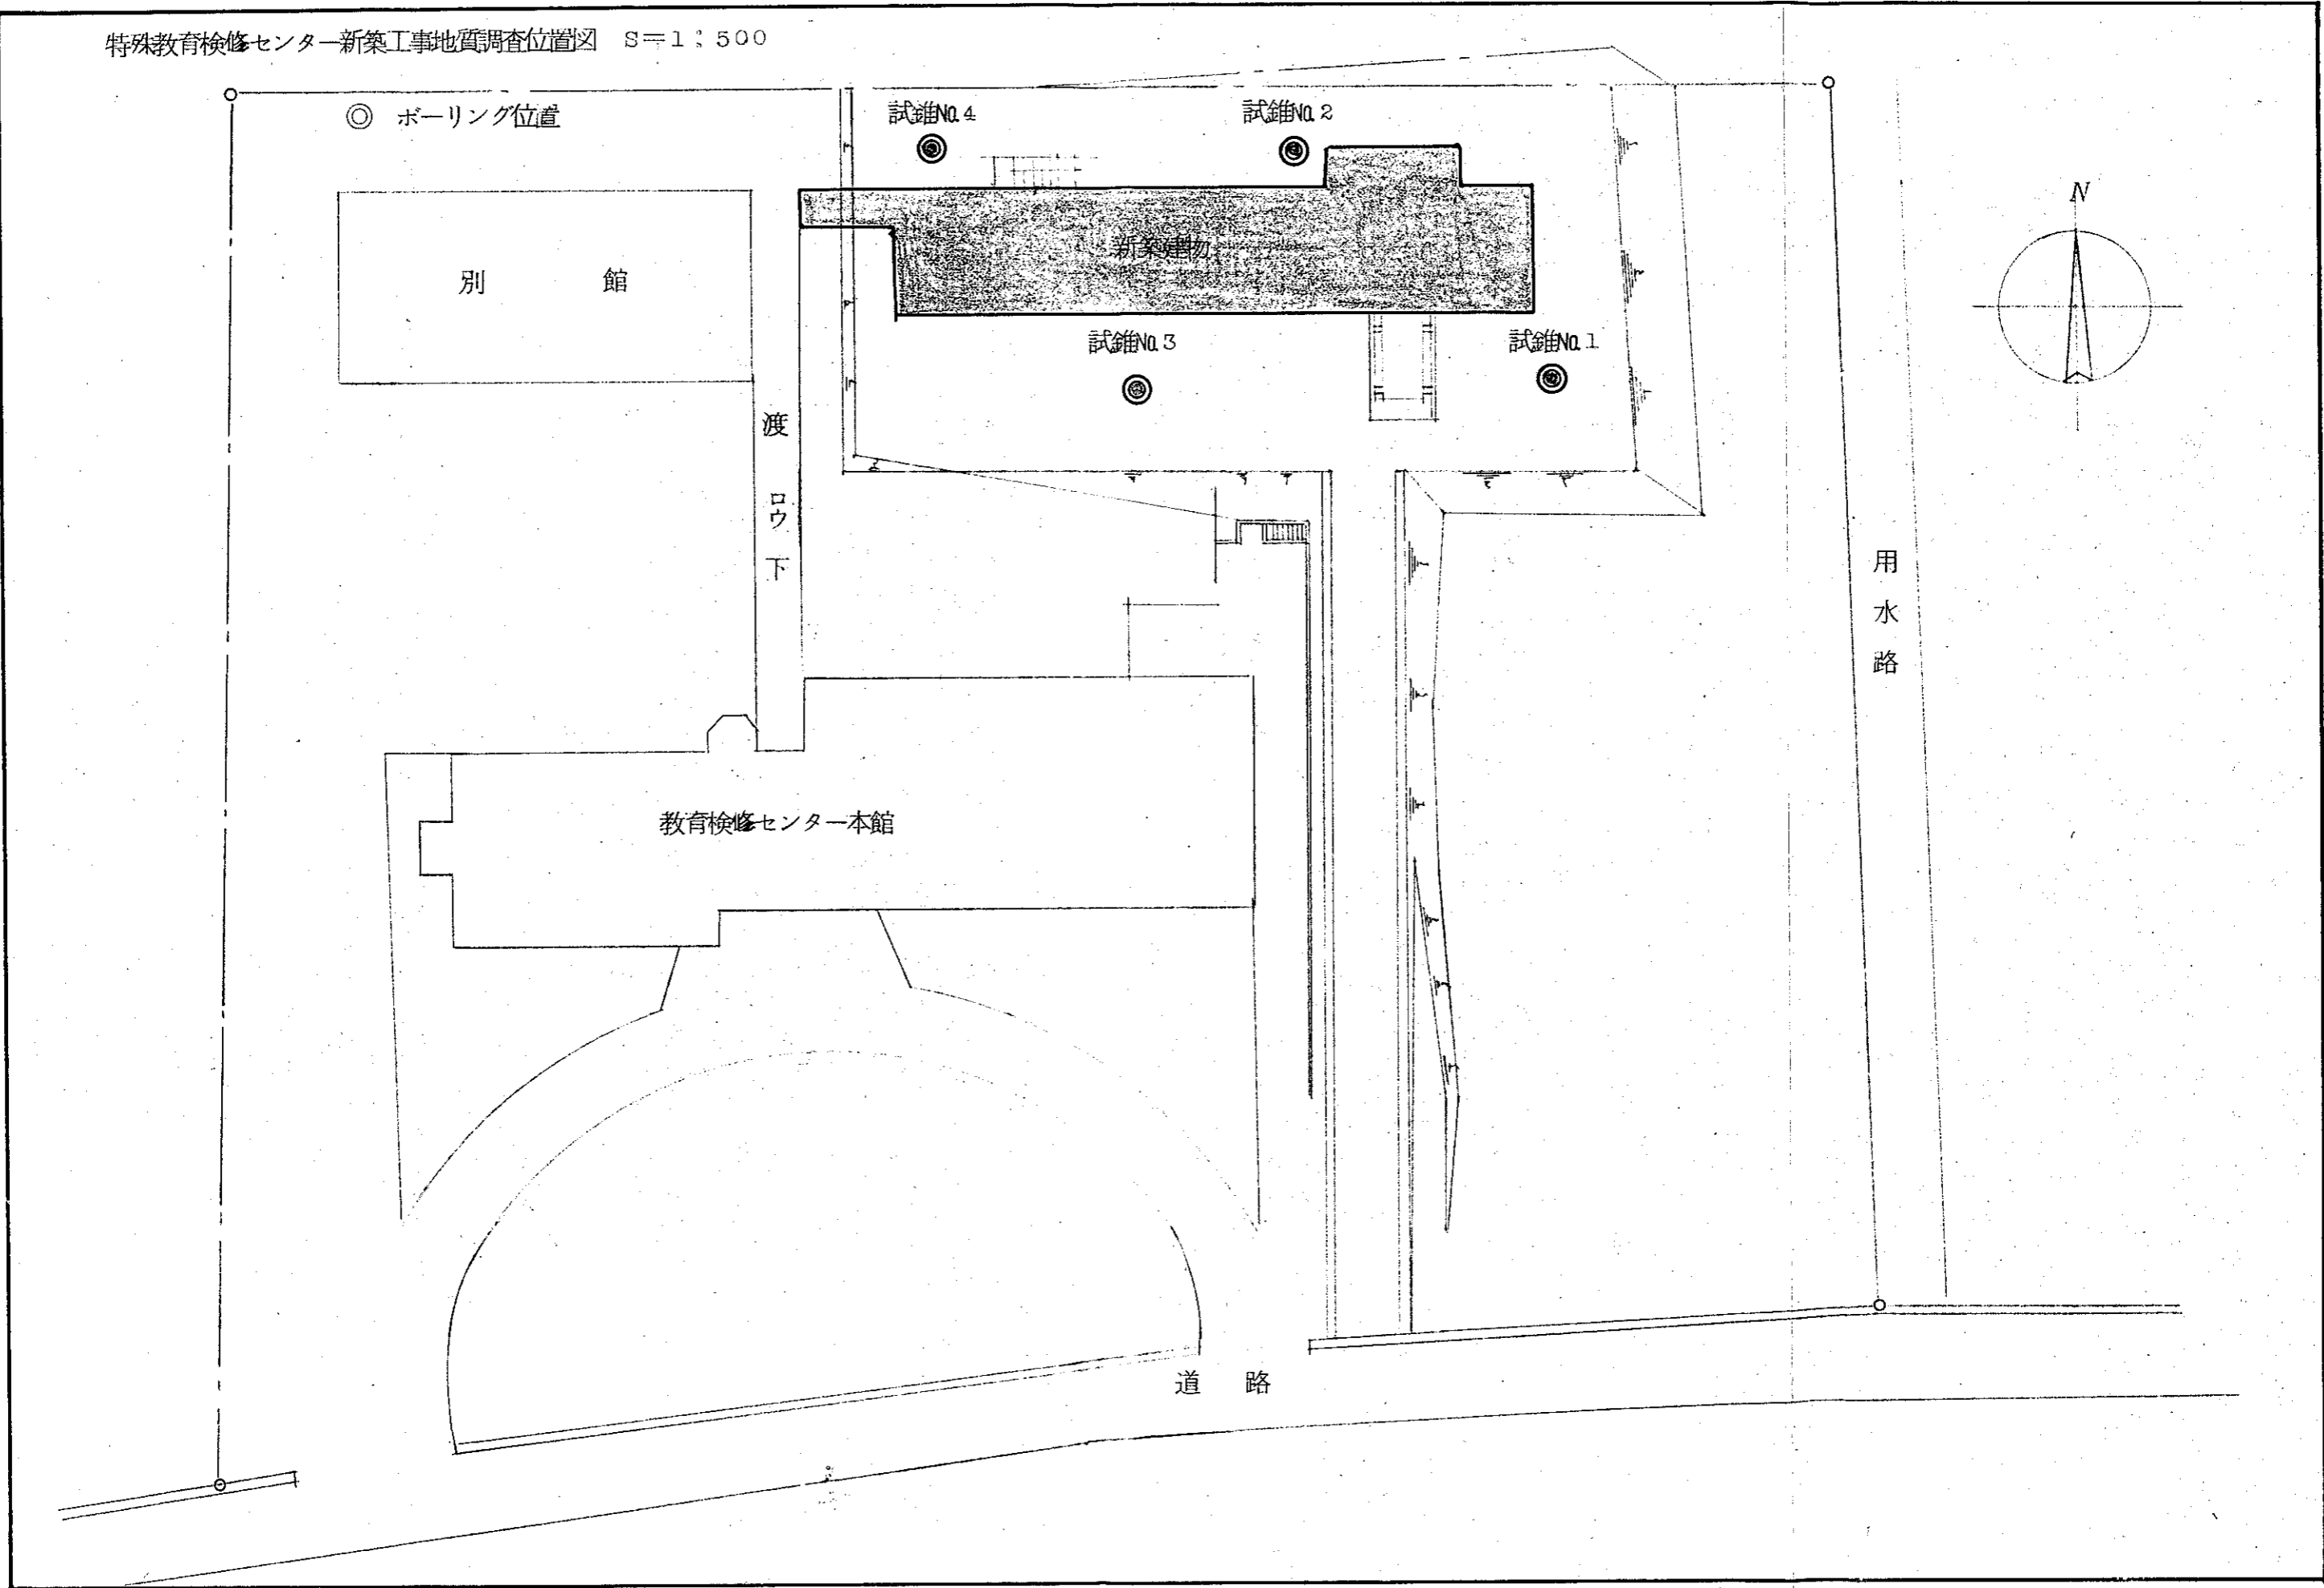 特殊教育検修センター新築工事地質調査位置図 S=1:500
◎ ボーリング位置
試錐No.4
試錐No.2
N
新築建物
別 館
試錐No.3
試錐No.1
渡ロウ下
用水路
教育検修センター本館
道 路